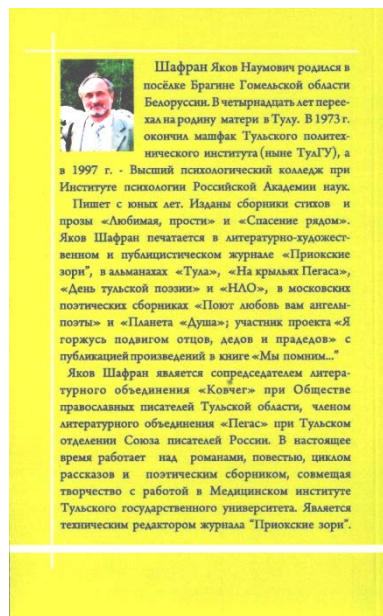 Шафран Яков Наумович родился в
посёлке Брагине Гомельской области
Белоруссии. В четырнадцать лет перее-
хал на родину матери в Тулу. В 1973 г.
окончил машфак Тульского политех-
нического института (ныне ТулГУ), а
в 1997 г. - Высший психологический колледж при
Институте психологии Российской Академии наук.
Пишет с юных лет. Изданы сборники стихов и
прозы «Любимая, прости» и «Спасение рядом».
Яков Шафран печатается в литературно-художест-
венном и публицистическом журнале "Приокские
зори", в альманахах «Тула», «На крыльях Пегаса»,
«День тульской поэзии» и «НЛО», в московских
поэтических сборниках «Поют любовь вам ангелы-
поэты» и «Планета «Душа»; участник проекта «Я
горжусь подвигом отцов, дедов и прадедов» с
публикацией произведений в книге «Мы помним..."
Яков Шафран является сопредседателем литера-
турного объединения «Ковчег» при Обществе
православных писателей Тульской области, членом
литературного объединения «Пегас» при Тульском
отделении Союза писателей России. В настоящее
время работает над романами, повестью, циклом
рассказов и поэтическим сборником, совмещая
творчество с работой в Медицинском институте
Тульского государственного университета. Является
техническим редактором журнала "Приокские зори".